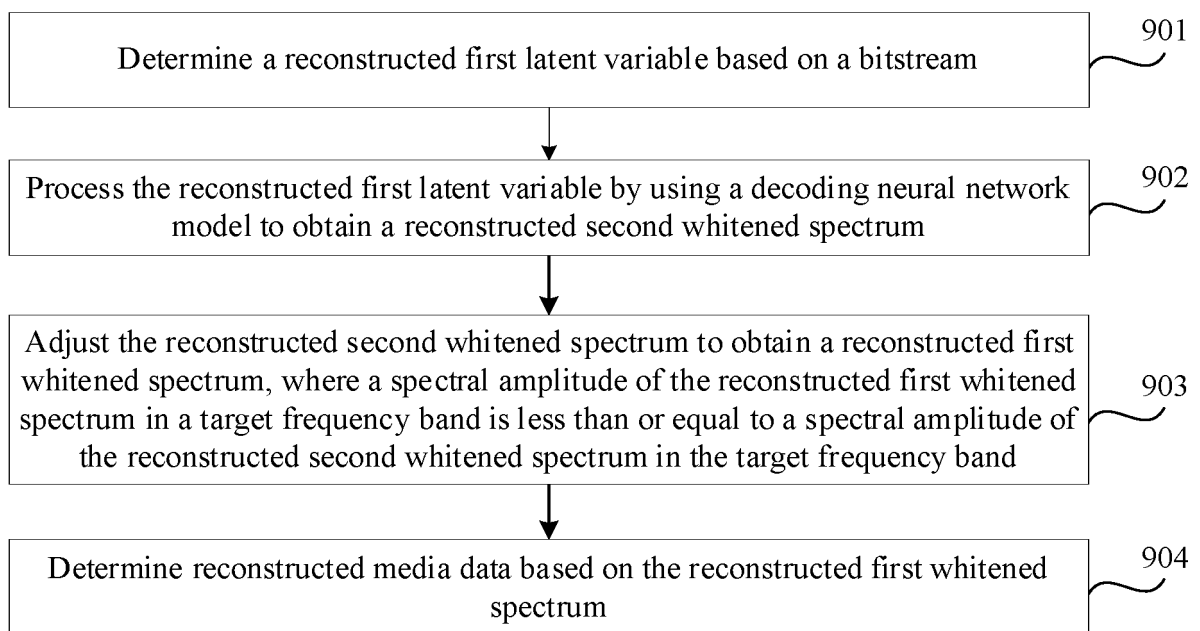 Determine a reconstructed first latent variable based on a bitstream
901
Process the reconstructed first latent variable by using a decoding neural network
model to obtain a reconstructed second whitened spectrum
902
Adjust the reconstructed second whitened spectrum to obtain a reconstructed first
whitened spectrum, where a spectral amplitude of the reconstructed first whitened
spectrum in a target frequency band is less than or equal to a spectral amplitude of
the reconstructed second whitened spectrum in the target frequency band
903
Determine reconstructed media data based on the reconstructed first whitened
spectrum
904